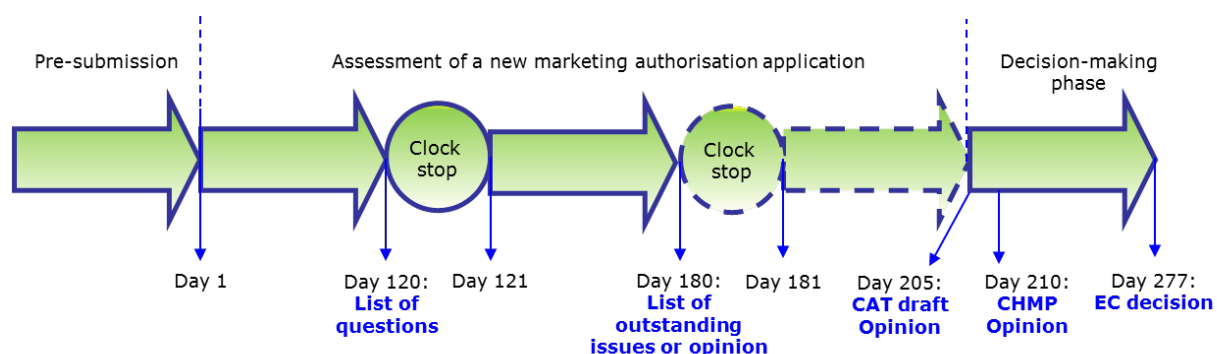 Pre-submission
Assessment of a new marketing authorisation application
Decision-making
phase
Clock
stop
Clock
stop
Day 1
Day 120:
List of
questions
Day 121
Day 180:
List of
outstanding
issues or opinion
Day 181
Day 205:
CAT draft
Opinion
Day 210:
CHMP
Opinion
Day 277:
EC decision